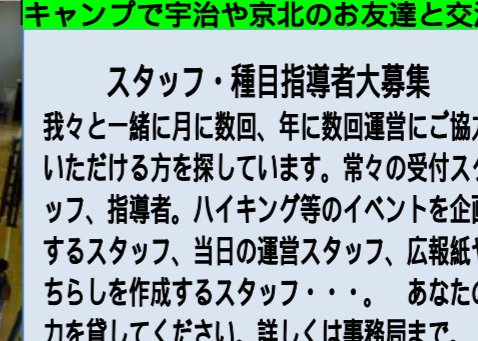 キャンプで宇治や京北のお友達と交流
スタッフ・種目指導者大募集
我々と一緒に月に数回、年に数回運営にご協力
いただける方を探しています。常々の受付スタ
ッフ、指導者。ハイキング等のイベントを企画
するスタッフ、当日の運営スタッフ、広報紙や
ちらしを作成するスタッフ・・・。　あなたの
力を貸してください。詳しくは事務局まで。